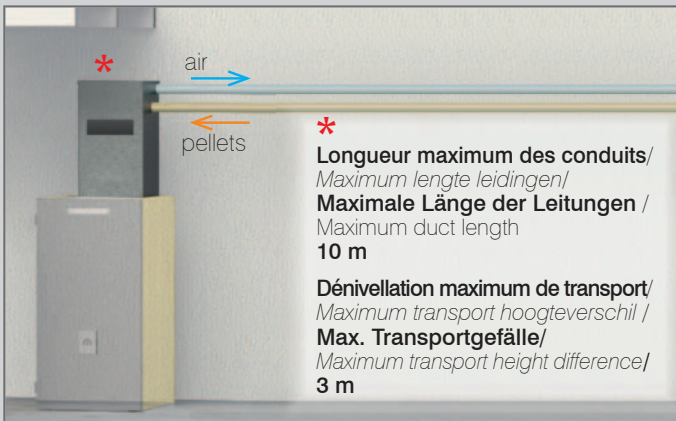 *
air
pellets
*
Longueur maximum des conduits/
Maximum lengte leidingen/
Maximale Länge der Leitungen /
Maximum duct length
10 m
Dénivellation maximum de transport/
Maximum transport hoogteverschil /
Max. Transportgefälle/
Maximum transport height difference/
3 m